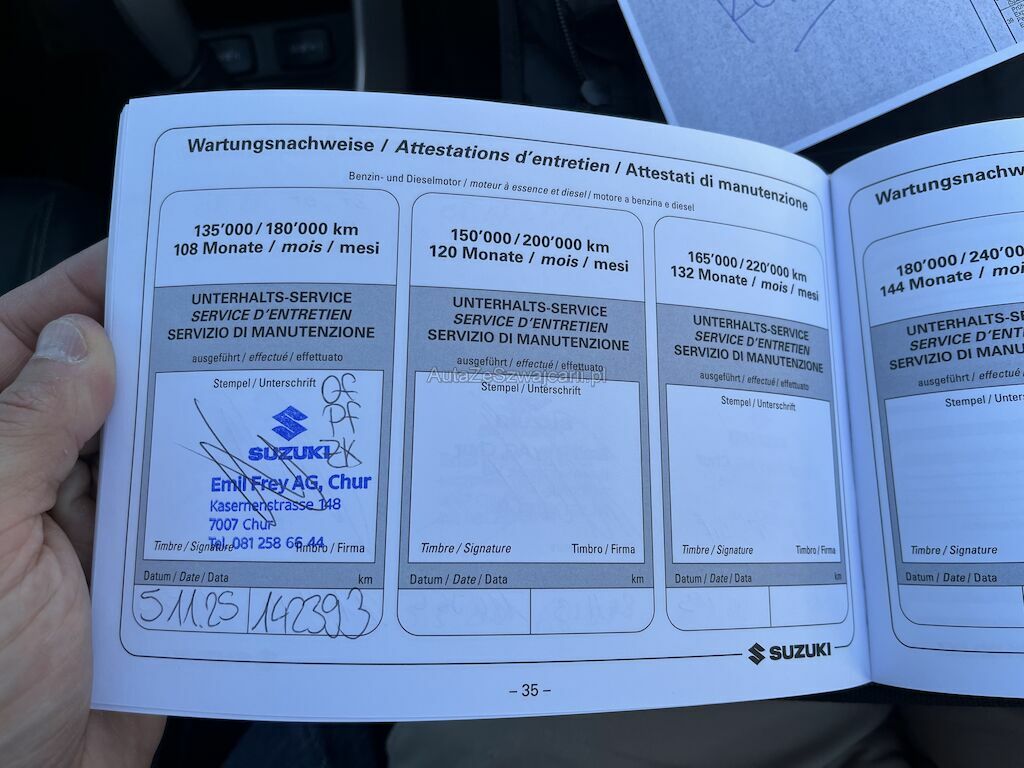 Wartungsnachweise / Attestations d'entretien / Attestati di manutenzione
Benzin- und Dieselmotor / moteur à essence et diesel / motore a benzina e diesel
135'000 / 180'000 km
108 Monate / mois / mesi
UNTERHALTS-SERVICE
SERVICE D'ENTRETIEN
SERVIZIO DI MANUTENZIONE
ausgeführt / effectué / effettuato
Stempel / Unterschrift
OF
PF
ZK
SUZUKI
Emil Frey AG, Chur
Kasernenstrasse 148
7007 Chur
Tel. 081 258 66 44
Timbre / Signature Timbro / Firma
Datum / Date / Data km
5 11.25 142393
150'000 / 200'000 km
120 Monate / mois / mesi
UNTERHALTS-SERVICE
SERVICE D'ENTRETIEN
SERVIZIO DI MANUTENZIONE
ausgeführt / effectué / effettuato
AutaZeSzwajcarii.pl
Stempel / Unterschrift
Timbre / Signature Timbro / Firma
Datum / Date / Data km
165'000 / 220'000 km
132 Monate / mois / mesi
UNTERHALTS-SERVICE
SERVICE D'ENTRETIEN
SERVIZIO DI MANUTENZIONE
ausgeführt / effectué / effettuato
Stempel / Unterschrift
Timbre / Signature Timbro / Firma
Datum / Date / Data km
SUZUKI
– 35 –
Wartungsnachw
180'000 / 240'00
144 Monate / moi
UNTERHALTS-S
SERVICE D'ENT
SERVIZIO DI MANU
ausgeführt / effectué
Stempel / Unters
Timbre / Signature
Datum / Date / Data